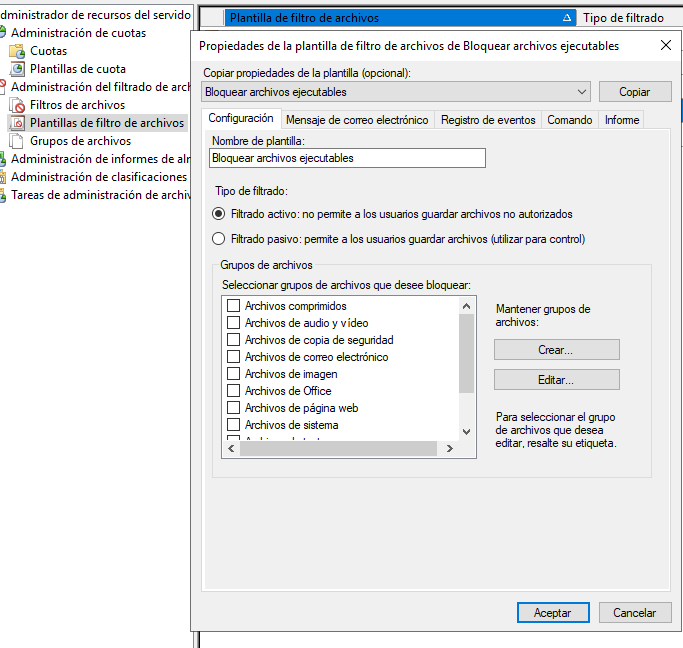 dministrador de recursos del servido
Administración de cuotas
Cuotas
Plantillas de cuota
Administración del filtrado de arch
Filtros de archivos
Plantillas de filtro de archivos
Grupos de archivos
Administración de informes de alr
Administración de clasificaciones
Tareas de administración de archiv
Plantilla de filtro de archivos
Tipo de filtrado
Propiedades de la plantilla de filtro de archivos de Bloquear archivos ejecutables
Copiar propiedades de la plantilla (opcional):
Bloquear archivos ejecutables
Copiar
Configuración
Mensaje de correo electrónico
Registro de eventos
Comando
Informe
Nombre de plantilla:
Bloquear archivos ejecutables
Tipo de filtrado:
Filtrado activo: no permite a los usuarios guardar archivos no autorizados
Filtrado pasivo: permite a los usuarios guardar archivos (utilizar para control)
Grupos de archivos
Seleccionar grupos de archivos que desee bloquear:
Archivos comprimidos
Archivos de audio y vídeo
Archivos de copia de seguridad
Archivos de correo electrónico
Archivos de imagen
Archivos de Office
Archivos de página web
Archivos de sistema
Mantener grupos de
archivos:
Crear...
Editar...
Para seleccionar el grupo
de archivos que desea
editar, resalte su etiqueta.
Aceptar
Cancelar